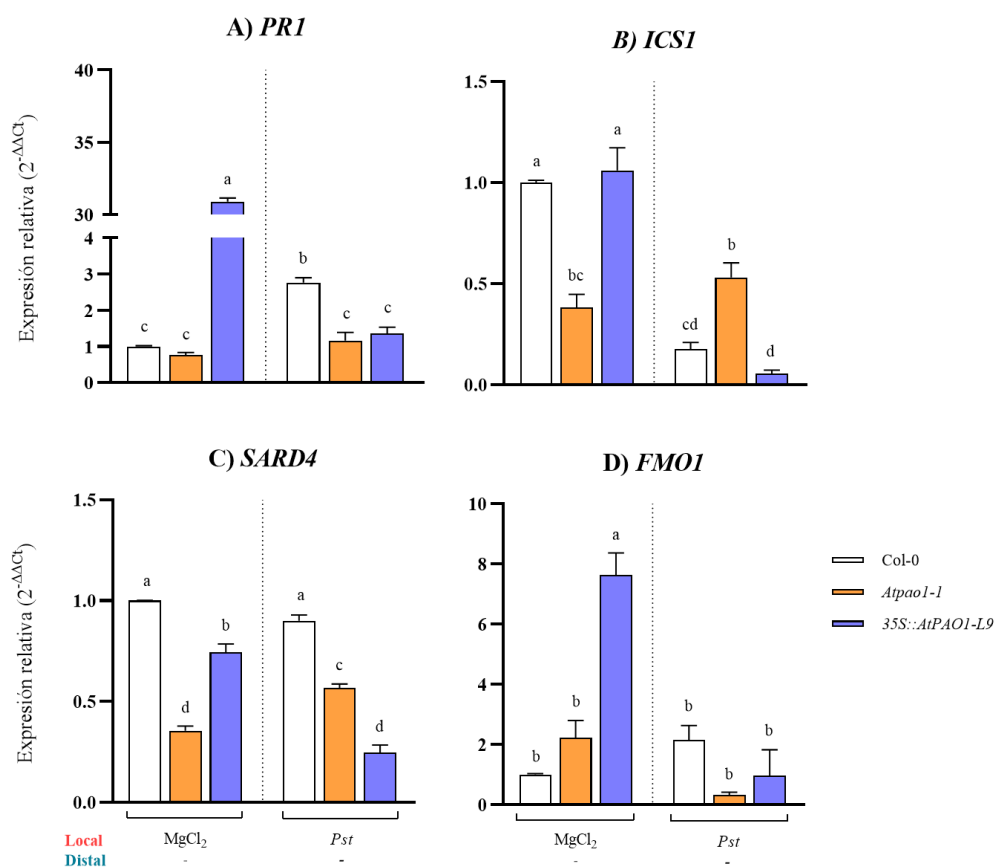 A) PR1
Expresión relativa (2^-ΔΔCt)
40
35
30
4
3
2
1
0
c
c
a
b
c
c
B) ICS1
1.5
1.0
0.5
0.0
a
bc
a
cd
b
d
C) SARD4
Expresión relativa (2^-ΔΔCt)
1.5
1.0
0.5
0.0
a
d
b
a
c
d
D) FMO1
10
8
6
4
2
0
b
b
a
b
b
b
Col-0
Atpao1-1
35S::AtPAO1-L9
Local MgCl₂ Pst MgCl₂ Pst
Distal - - - -